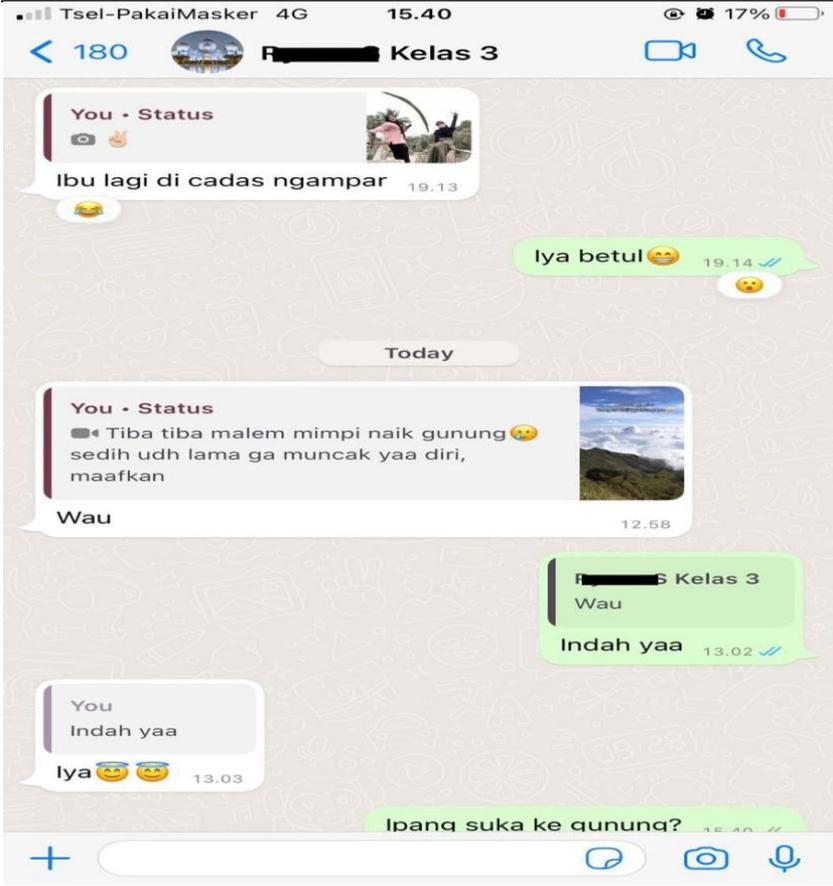 Tsel-PakaiMasker 4G 15.40 17%
180 Kelas 3
You • Status
Ibu lagi di cadas ngampar 19.13
Iya betul😁 19.14
Today
You • Status
Tiba tiba malem mimpi naik gunung🥲
sedih udh lama ga muncak yaa diri,
maafkan
Wau 12.58
S Kelas 3
Wau
Indah yaa 13.02
You
Indah yaa
Iya😇😇 13.03
Ipang suka ke gunung? 15.40